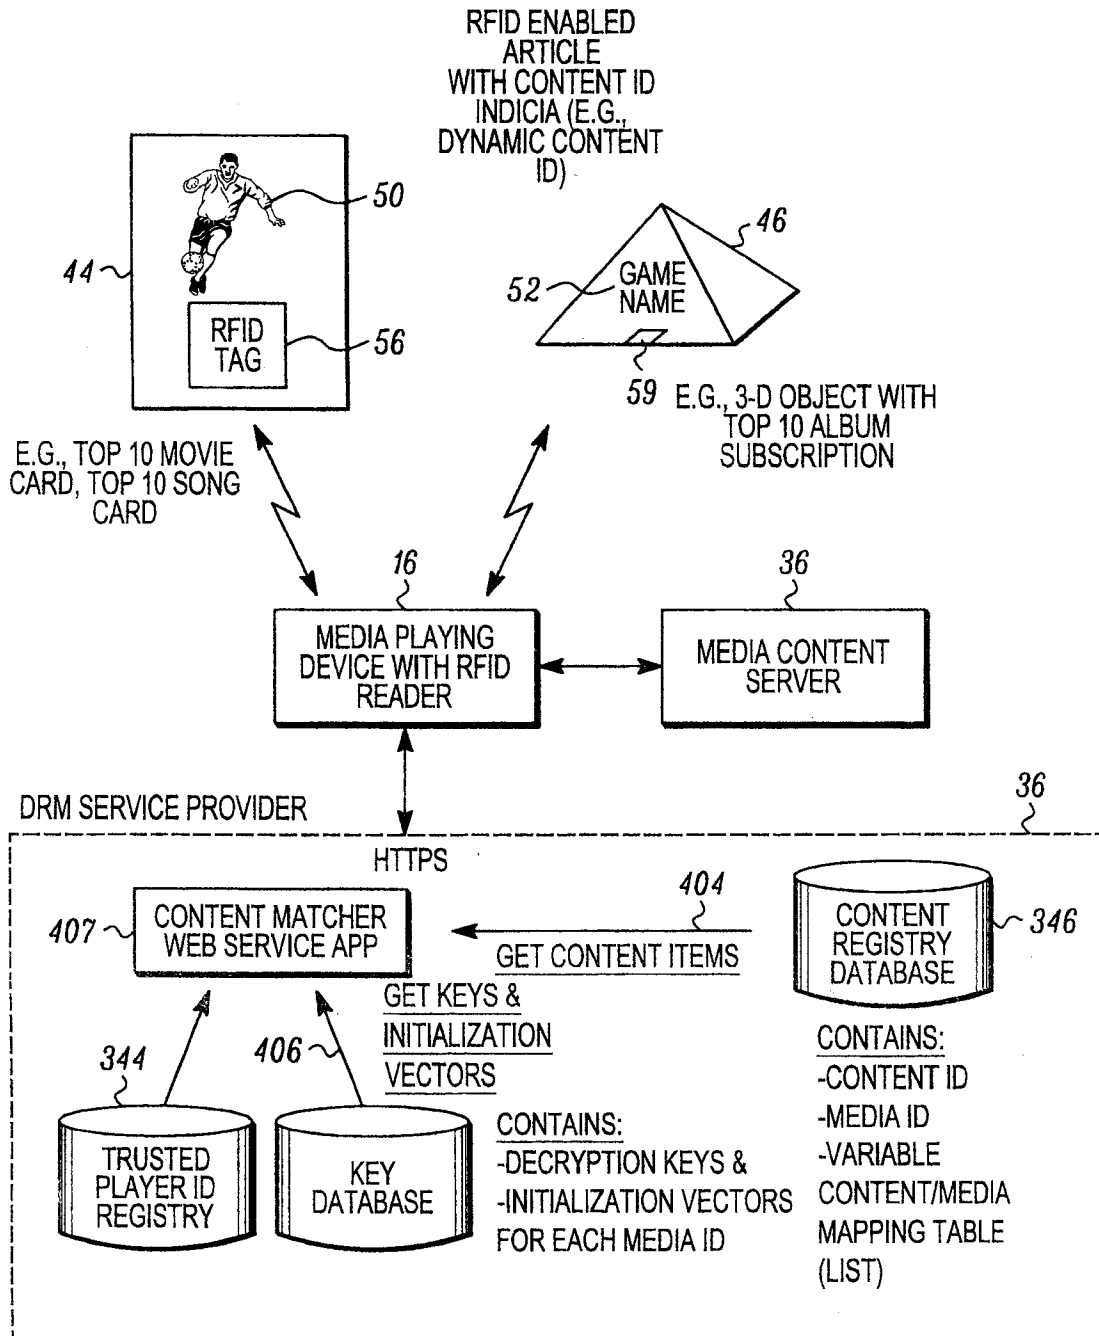 RFID ENABLED
ARTICLE
WITH CONTENT ID
INDICIA (E.G.,
DYNAMIC CONTENT
ID)
50
44
RFID
TAG
56
46
52
GAME
NAME
59
E.G., 3-D OBJECT WITH
TOP 10 ALBUM
SUBSCRIPTION
E.G., TOP 10 MOVIE
CARD, TOP 10 SONG
CARD
16
MEDIA PLAYING
DEVICE WITH RFID
READER
36
MEDIA CONTENT
SERVER
DRM SERVICE PROVIDER
36
HTTPS
407
CONTENT MATCHER
WEB SERVICE APP
404
GET CONTENT ITEMS
CONTENT
REGISTRY
DATABASE
346
GET KEYS &
INITIALIZATION
VECTORS
344
406
TRUSTED
PLAYER ID
REGISTRY
KEY
DATABASE
CONTAINS:
-DECRYPTION KEYS &
-INITIALIZATION VECTORS
FOR EACH MEDIA ID
CONTAINS:
-CONTENT ID
-MEDIA ID
-VARIABLE
CONTENT/MEDIA
MAPPING TABLE
(LIST)